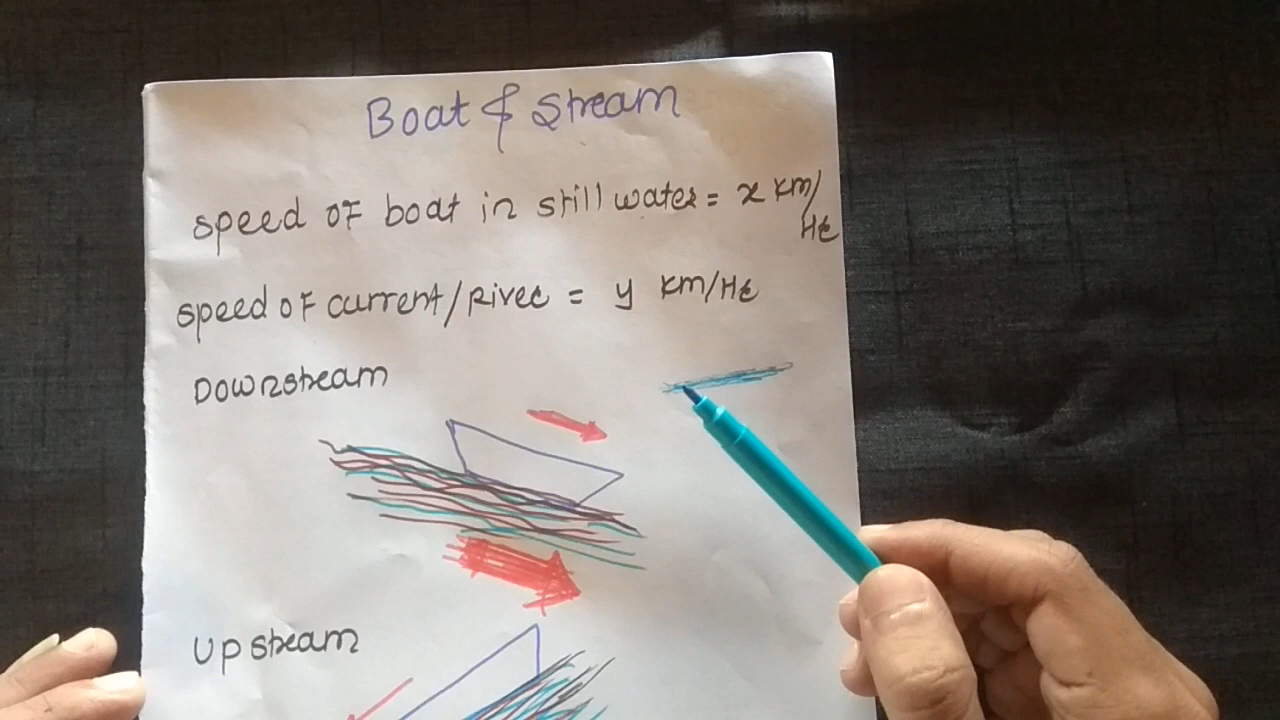 Boat & Stream
speed of boat in still water = x km/
Hr
speed of current/River = y km/Hr
Downstream
Upstream